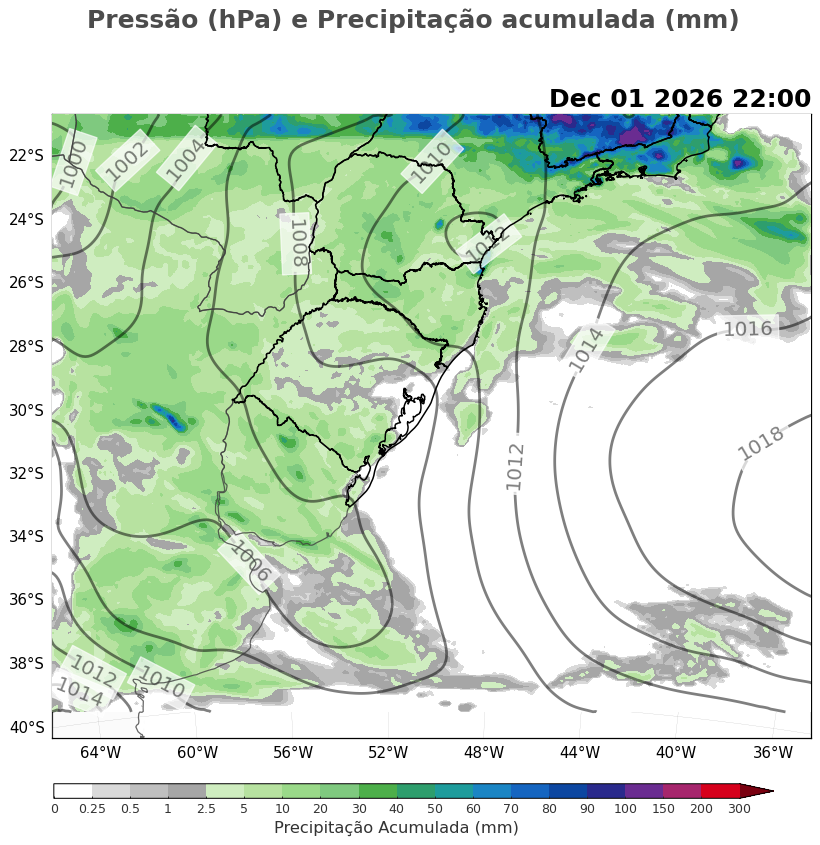 Pressão (hPa) e Precipitação acumulada (mm)
Dec 01 2026 22:00
1000
1002
1004
1010
22°S
24°S
1008
1012
26°S
1016
1014
28°S
30°S
1018
1012
32°S
34°S
1006
36°S
38°S
1012
1010
1014
40°S
64°W 60°W 56°W 52°W 48°W 44°W 40°W 36°W
0 0.25 0.5 1 2.5 5 10 20 30 40 50 60 70 80 90 100 150 200 300
Precipitação Acumulada (mm)